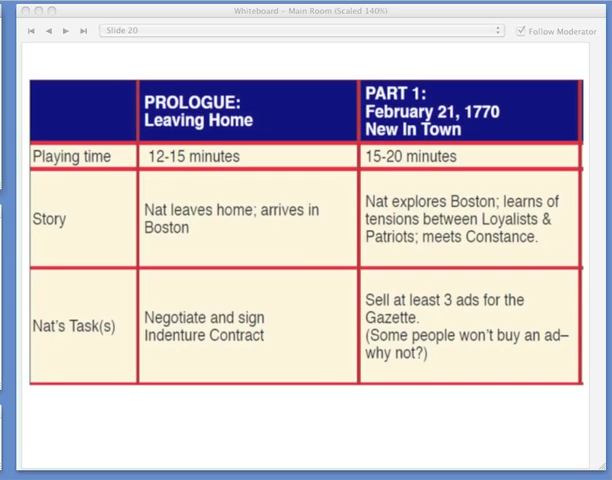 Whiteboard – Main Room (Scaled 140%)
Slide 20
Follow Moderator
PROLOGUE:
Leaving Home
PART 1:
February 21, 1770
New In Town
Playing time
12-15 minutes
15-20 minutes
Story
Nat leaves home; arrives in
Boston
Nat explores Boston; learns of
tensions between Loyalists &
Patriots; meets Constance.
Nat's Task(s)
Negotiate and sign
Indenture Contract
Sell at least 3 ads for the
Gazette.
(Some people won't buy an ad–
why not?)